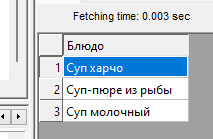 Fetching time: 0.003 sec
Блюдо
1 Суп харчо
2 Суп-пюре из рыбы
3 Суп молочный